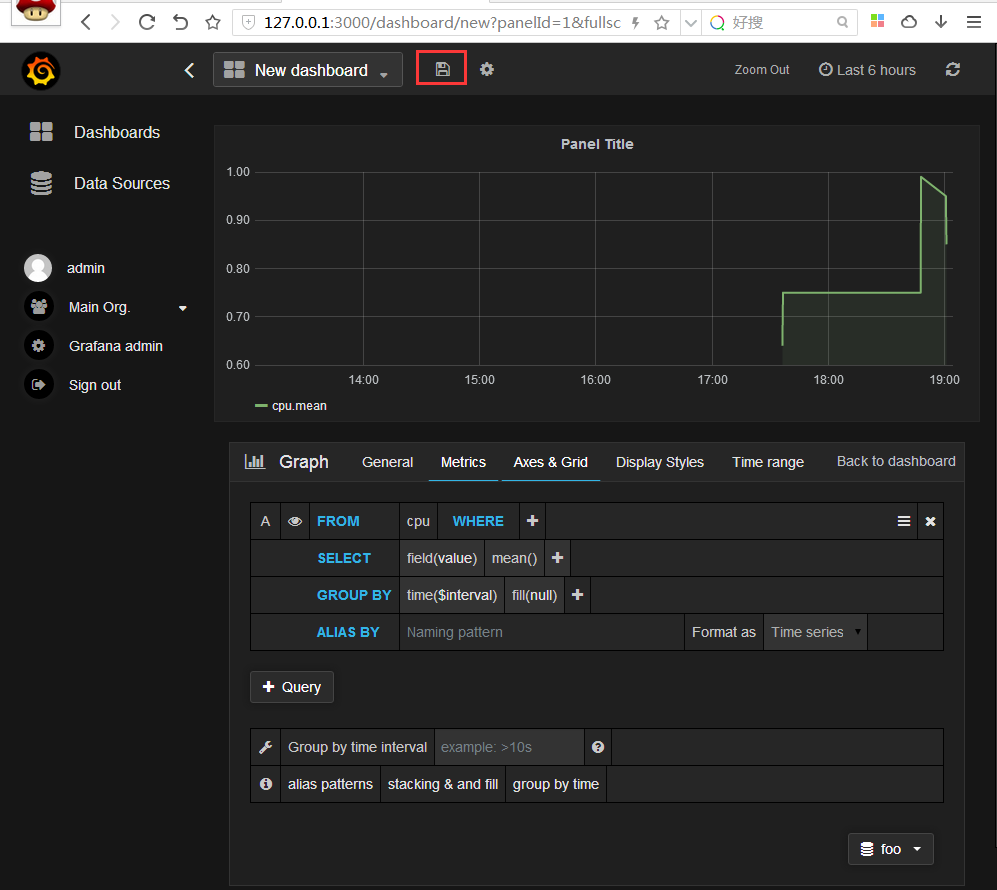 127.0.0.1:3000/dashboard/new?panelId=1&fullsc
好搜
New dashboard
Zoom Out
Last 6 hours
Dashboards
Data Sources
admin
Main Org.
Grafana admin
Sign out
Panel Title
1.00
0.90
0.80
0.70
0.60
14:00 15:00 16:00 17:00 18:00 19:00
cpu.mean
Graph General Metrics Axes & Grid Display Styles Time range Back to dashboard
A FROM cpu WHERE
SELECT field(value) mean()
GROUP BY time($interval) fill(null)
ALIAS BY Naming pattern Format as Time series
Query
Group by time interval example: >10s
alias patterns stacking & and fill group by time
foo